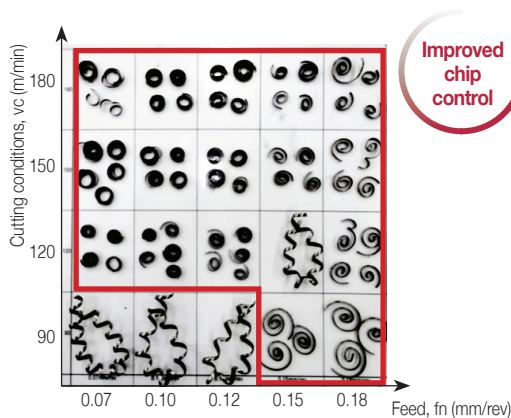 Improved
chip
control
Cutting conditions, vc (m/min)
180
150
120
90
0.07
0.10
0.12
0.15
0.18
Feed, fn (mm/rev)